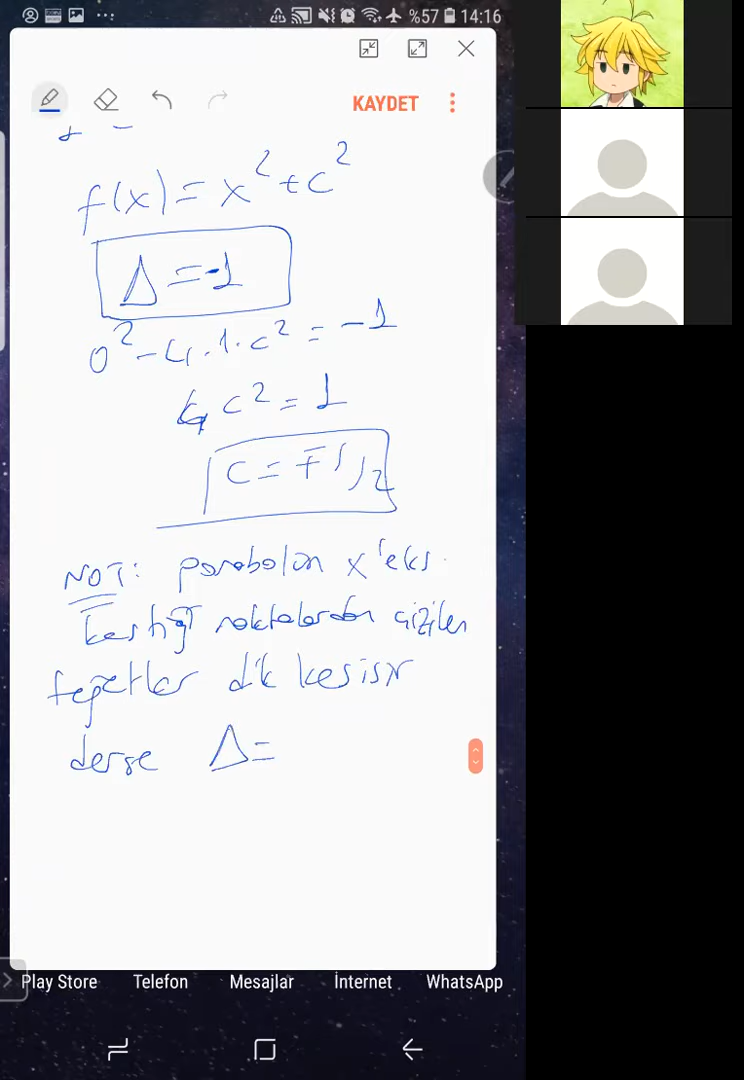 %57 14:16
KAYDET
f(x) = x² + c²
Δ = -1
0² - 4.1.c² = -1
4c² = 1
c = ∓1/2
NOT: parabolün x'eks.
kestiği noktalardan çizilen
teğetler dik kesişir
derse Δ=
Play Store Telefon Mesajlar İnternet WhatsApp